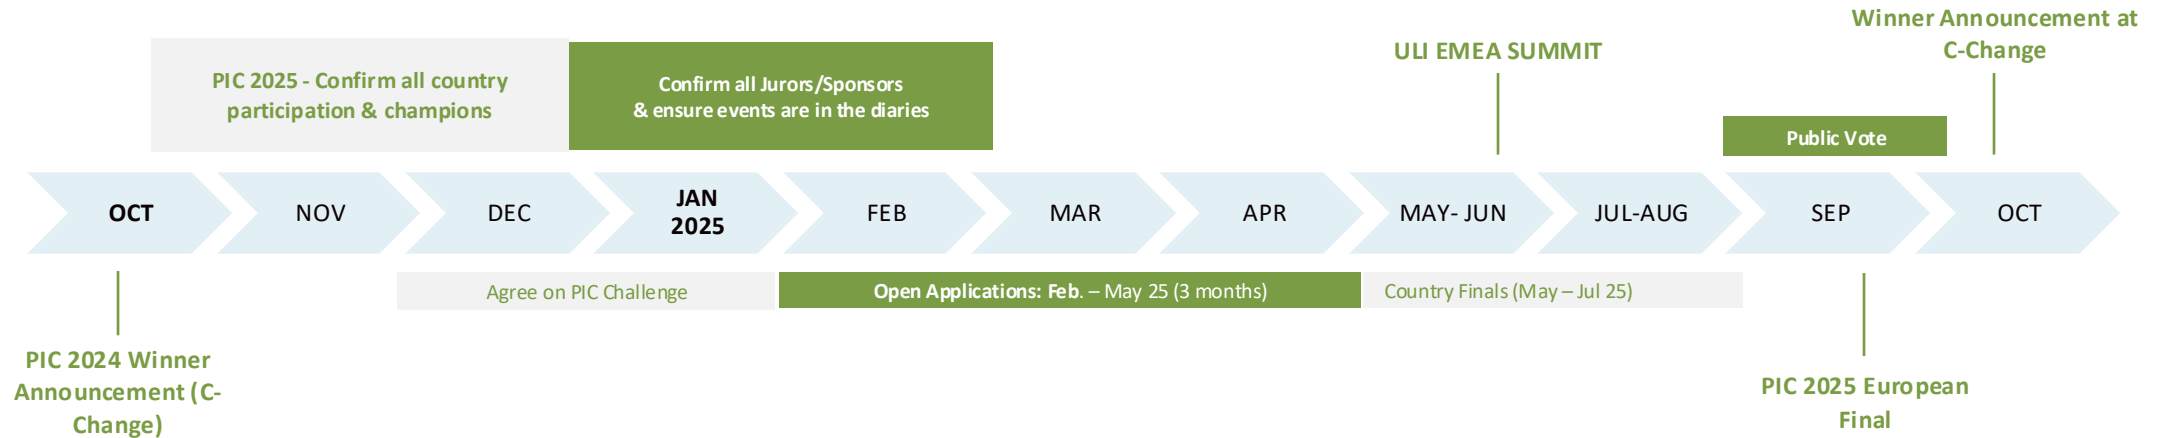 Winner Announcement at
C-Change
ULI EMEA SUMMIT
PIC 2025 - Confirm all country
participation & champions
Confirm all Jurors/Sponsors
& ensure events are in the diaries
Public Vote
OCT
NOV
DEC
JAN
2025
FEB
MAR
APR
MAY- JUN
JUL-AUG
SEP
OCT
Agree on PIC Challenge
Open Applications: Feb. – May 25 (3 months)
Country Finals (May – Jul 25)
PIC 2024 Winner
Announcement (C-
Change)
PIC 2025 European
Final